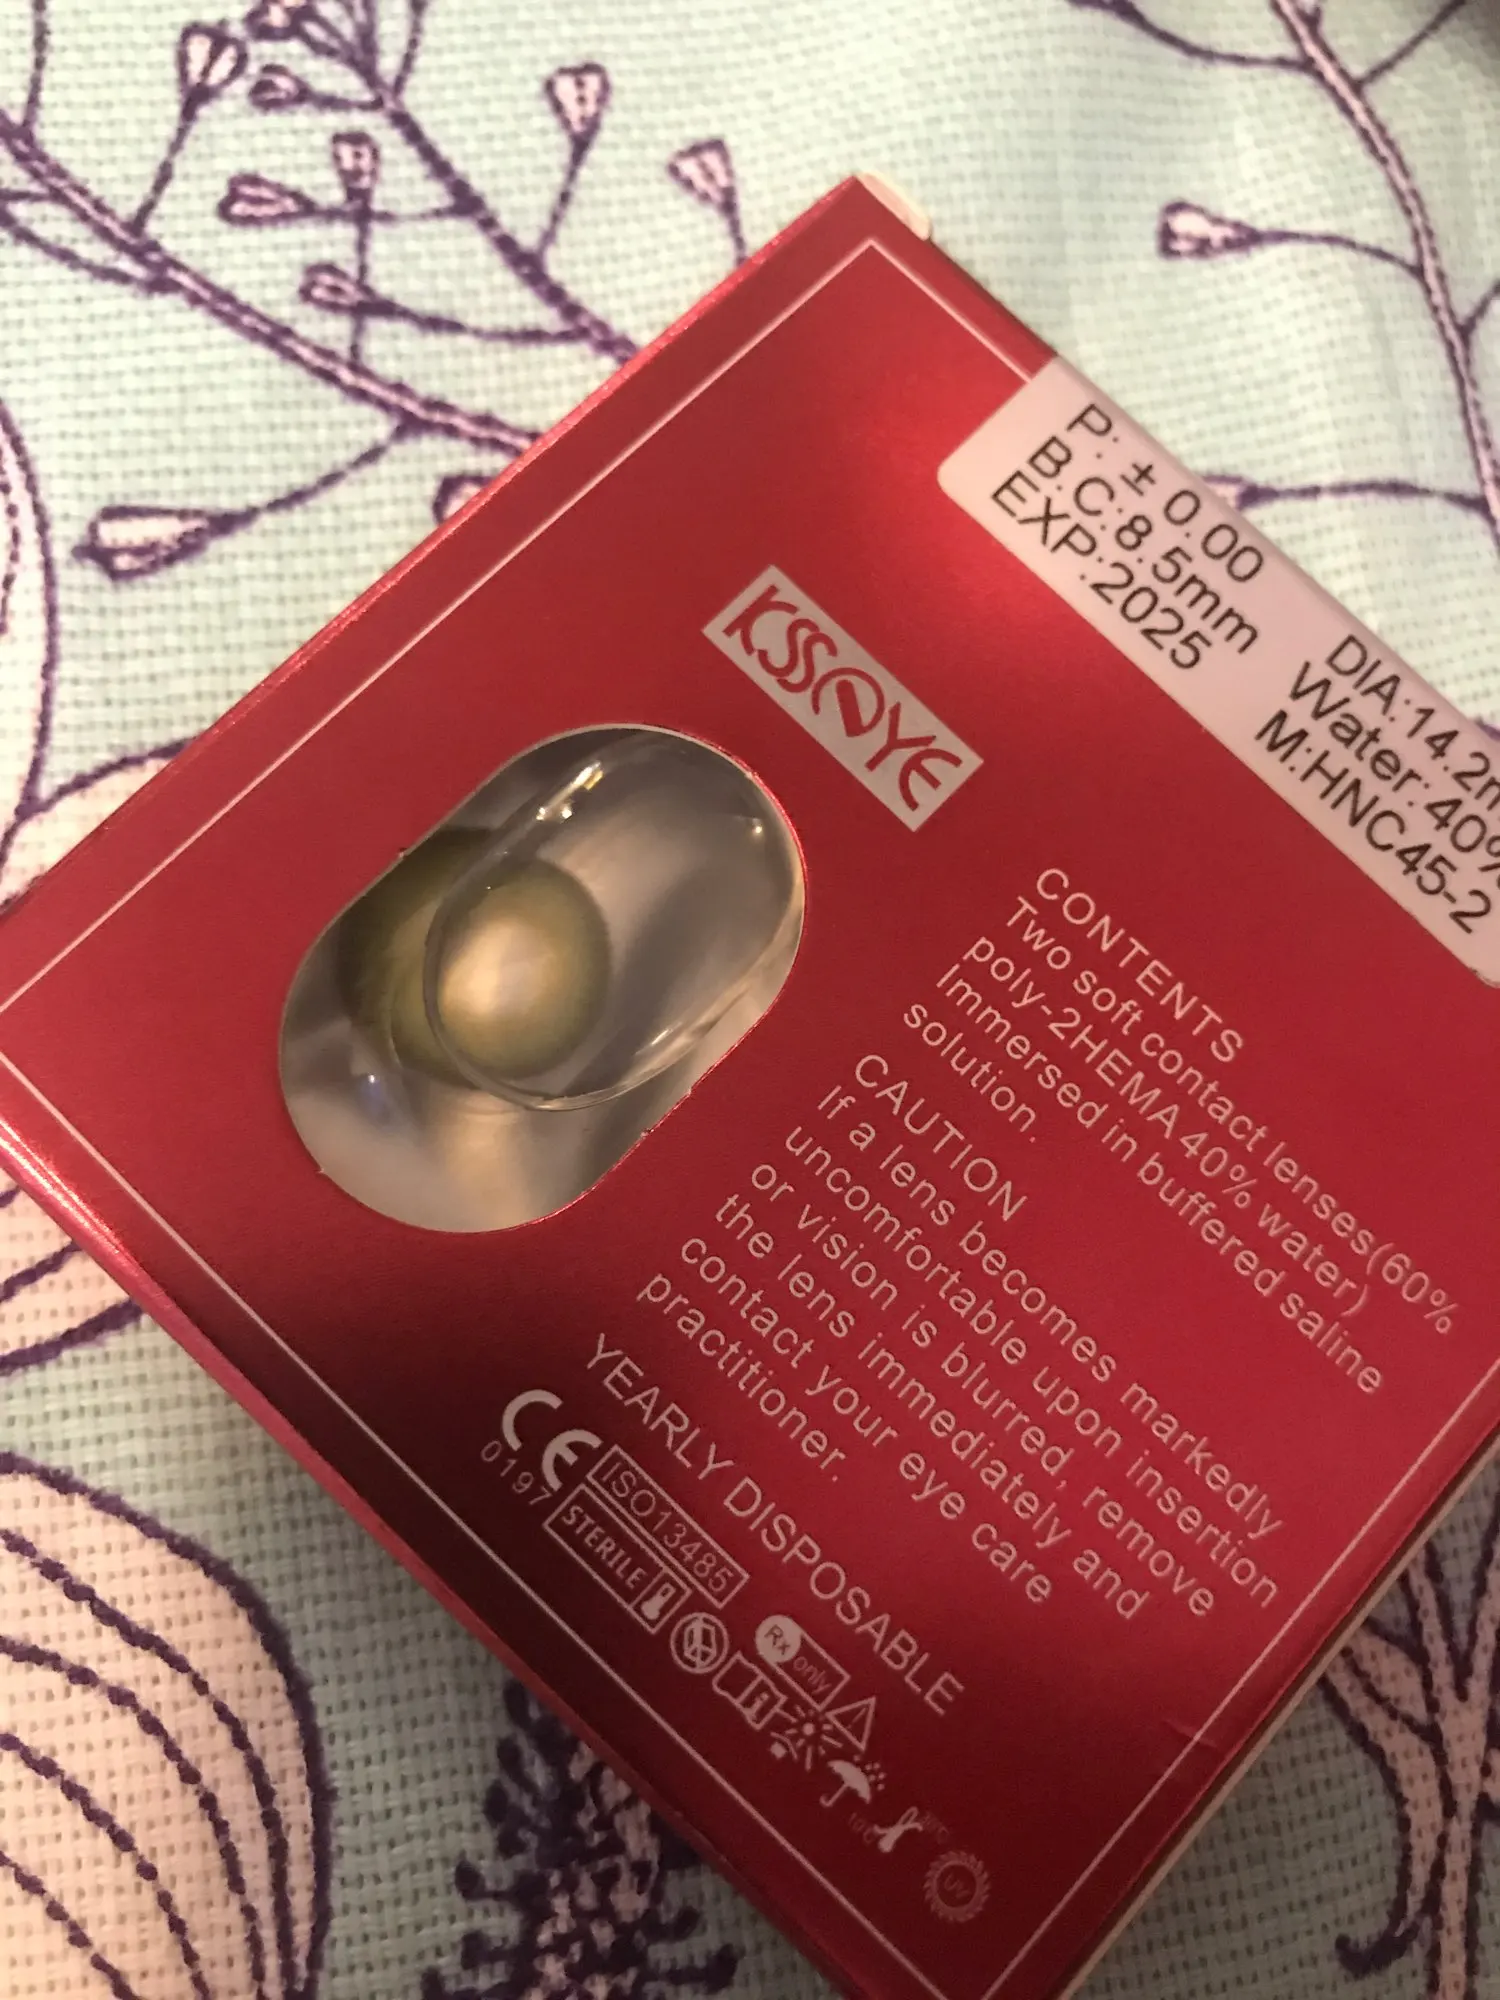 P: ± 0.00
B.C:8.5mm
EXP:2025
DIA:14.2m
Water: 40%
M:HNC45-2
KSSEYE
CONTENTS
Two soft contact lenses(60%
poly-2HEMA 40% water)
immersed in buffered saline
solution.
CAUTION
If a lens becomes markedly
uncomfortable upon insertion
or vision is blurred, remove
the lens immediately and
contact your eye care
practitioner.
YEARLY DISPOSABLE
CE
0197
ISO13485
STERILE
Rx only
UV